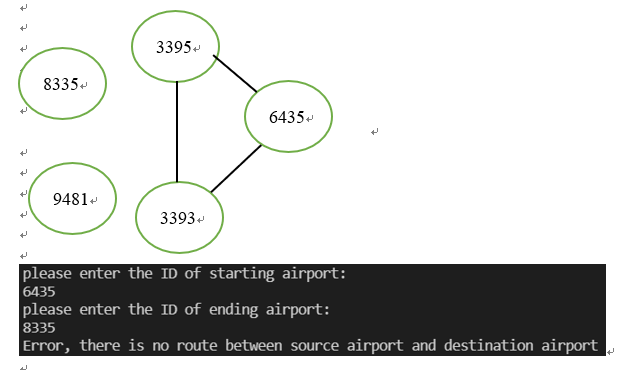 3395
8335
6435
9481
3393
please enter the ID of starting airport:
6435
please enter the ID of ending airport:
8335
Error, there is no route between source airport and destination airport